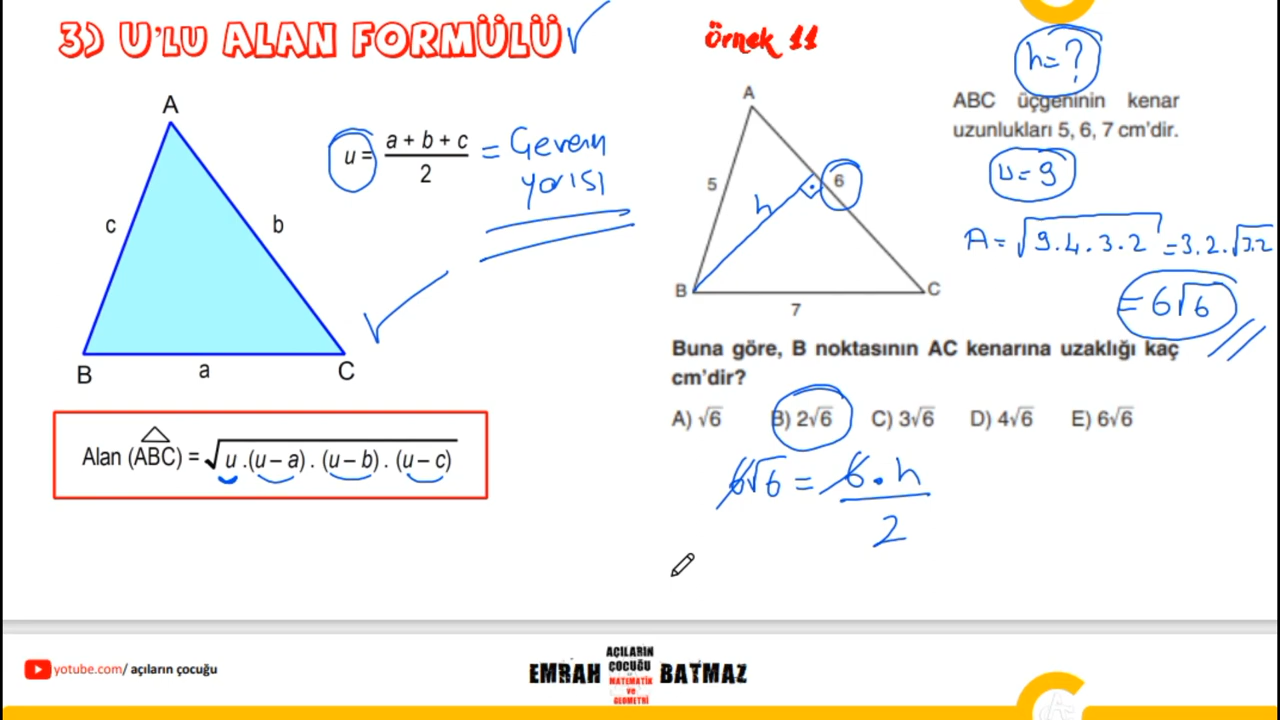 3) U'LU ALAN FORMÜLÜ
A
B
C
c
b
a
u = a + b + c / 2 = Çevrenin yarısı
Alan (ABC) = √u .(u – a) . (u – b) . (u – c)
Örnek 11
h=?
ABC üçgeninin kenar
uzunlukları 5, 6, 7 cm'dir.
U=9
A
5
6
h
B
C
7
A = √9.4.3.2 = 3.2.√3.2
= 6√6
Buna göre, B noktasının AC kenarına uzaklığı kaç
cm'dir?
A) √6 B) 2√6 C) 3√6 D) 4√6 E) 6√6
6√6 = 6.h / 2
yotube.com/ açıların çocuğu
AÇILARIN
ÇOCUĞU
EMRAH BATMAZ
MATEMATİK
ve
GEOMETRİ